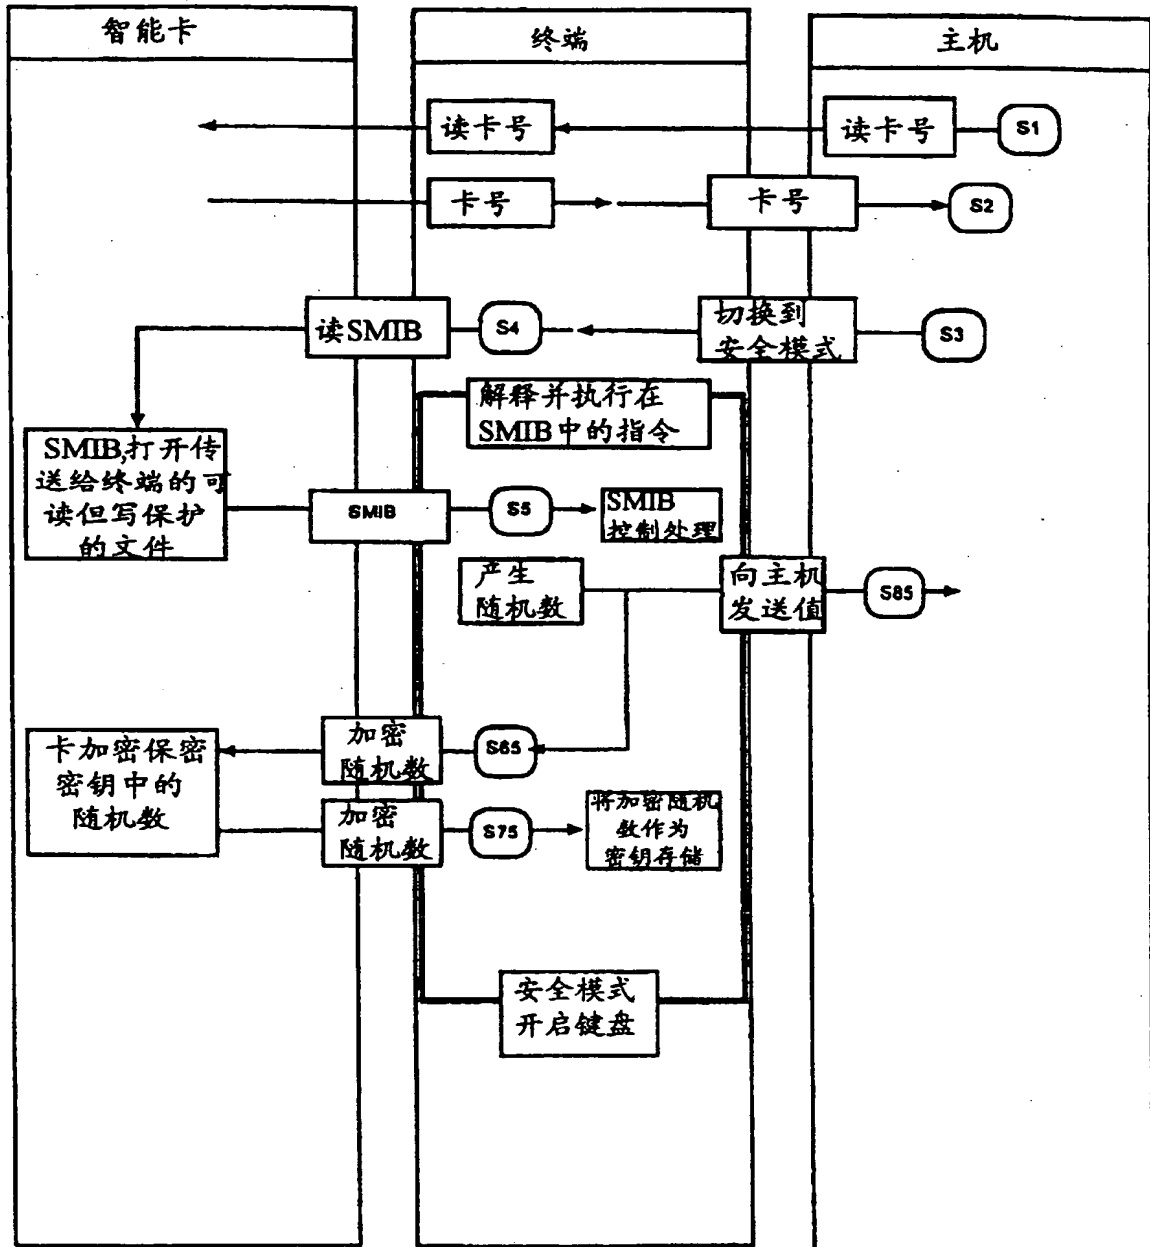 智能卡
终端
主机
读卡号
读卡号
S1
卡号
卡号
S2
读SMIB
S4
切换到
安全模式
S3
解释并执行在
SMIB中的指令
SMIB,打开传
送给终端的可
读但写保护
的文件
SMIB
S5
SMIB
控制处理
产生
随机数
向主机
发送值
S85
卡加密保密
密钥中的
随机数
加密
随机数
S65
加密
随机数
S75
将加密随机
数作为
密钥存储
安全模式
开启键盘